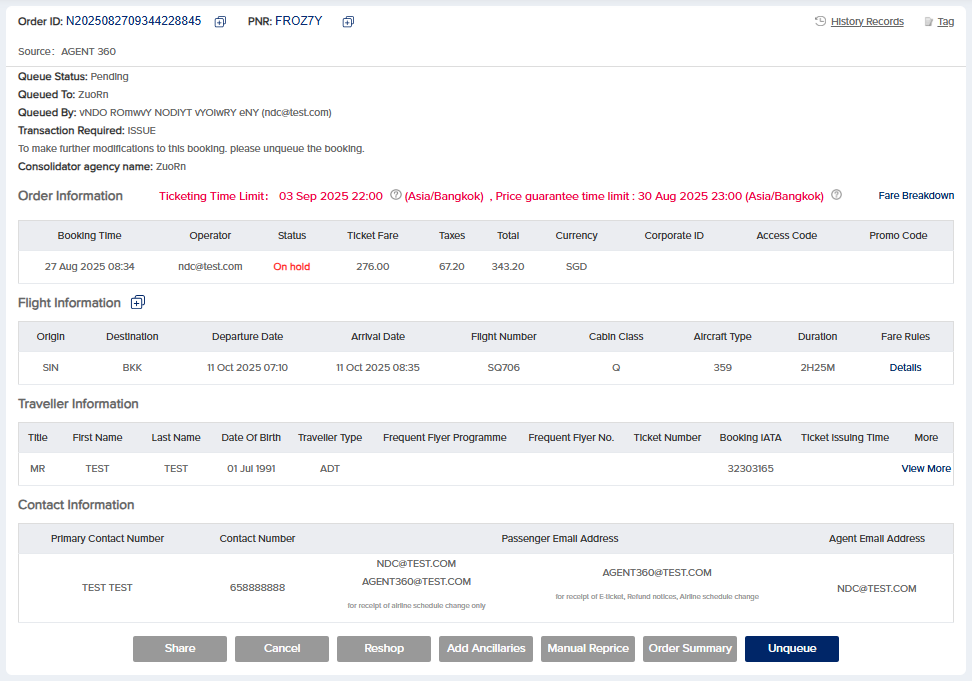 Order ID: N2025082709344228845 PNR: FROZ7Y History Records Tag
Source: AGENT 360
Queue Status: Pending
Queued To: ZuoRn
Queued By: vNDO ROmwvY NODIYT vYOIwRY eNY (ndc@test.com)
Transaction Required: ISSUE
To make further modifications to this booking. please unqueue the booking.
Consolidator agency name: ZuoRn
Order Information Ticketing Time Limit: 03 Sep 2025 22:00 (Asia/Bangkok) , Price guarantee time limit : 30 Aug 2025 23:00 (Asia/Bangkok) Fare Breakdown
Booking Time Operator Status Ticket Fare Taxes Total Currency Corporate ID Access Code Promo Code
27 Aug 2025 08:34 ndc@test.com On hold 276.00 67.20 343.20 SGD
Flight Information
Origin Destination Departure Date Arrival Date Flight Number Cabin Class Aircraft Type Duration Fare Rules
SIN BKK 11 Oct 2025 07:10 11 Oct 2025 08:35 SQ706 Q 359 2H25M Details
Traveller Information
Title First Name Last Name Date Of Birth Traveller Type Frequent Flyer Programme Frequent Flyer No. Ticket Number Booking IATA Ticket Issuing Time More
MR TEST TEST 01 Jul 1991 ADT 32303165 View More
Contact Information
Primary Contact Number Contact Number Passenger Email Address Agent Email Address
TEST TEST 658888888 NDC@TEST.COM
AGENT360@TEST.COM
for receipt of airline schedule change only
AGENT360@TEST.COM
for receipt of E-ticket, Refund notices, Airline schedule change
NDC@TEST.COM
Share Cancel Reshop Add Ancillaries Manual Reprice Order Summary Unqueue